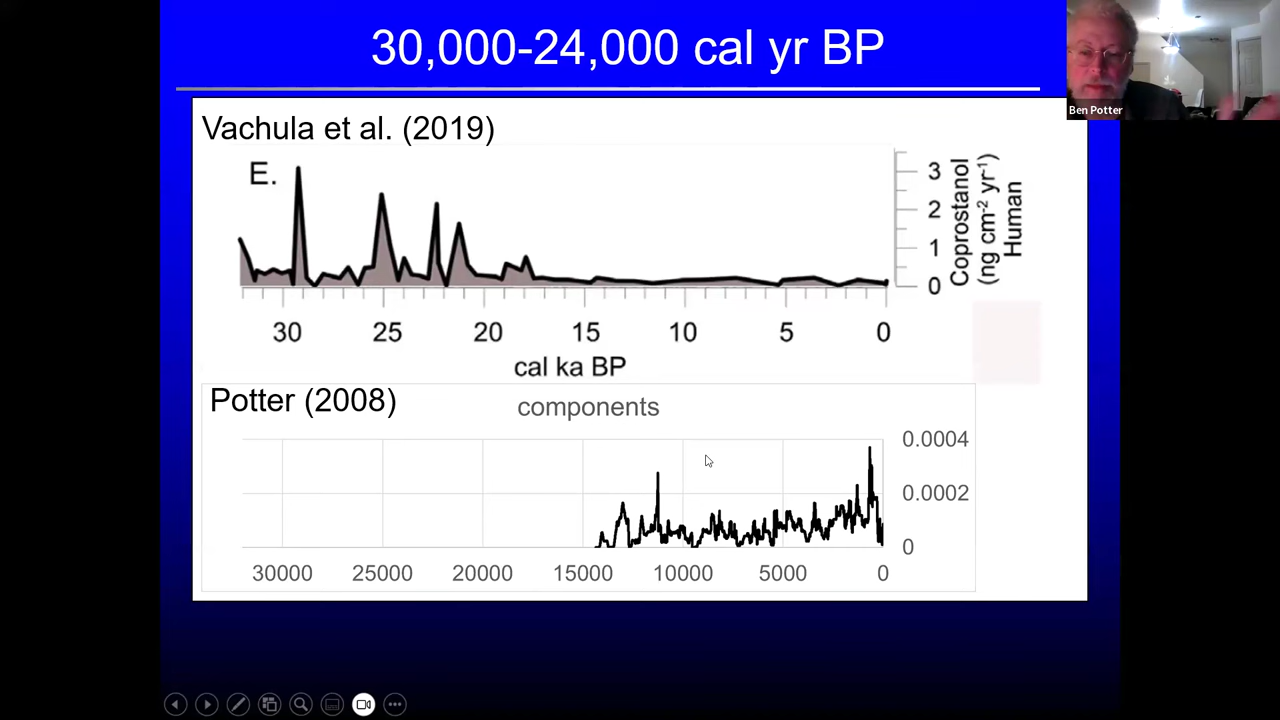 30,000-24,000 cal yr BP
Ben Potter
Vachula et al. (2019)
E.
3
2
1
0
Coprostanol
(ng cm-2 yr-1)
Human
30 25 20 15 10 5 0
cal ka BP
Potter (2008)
components
0.0004
0.0002
0
30000 25000 20000 15000 10000 5000 0